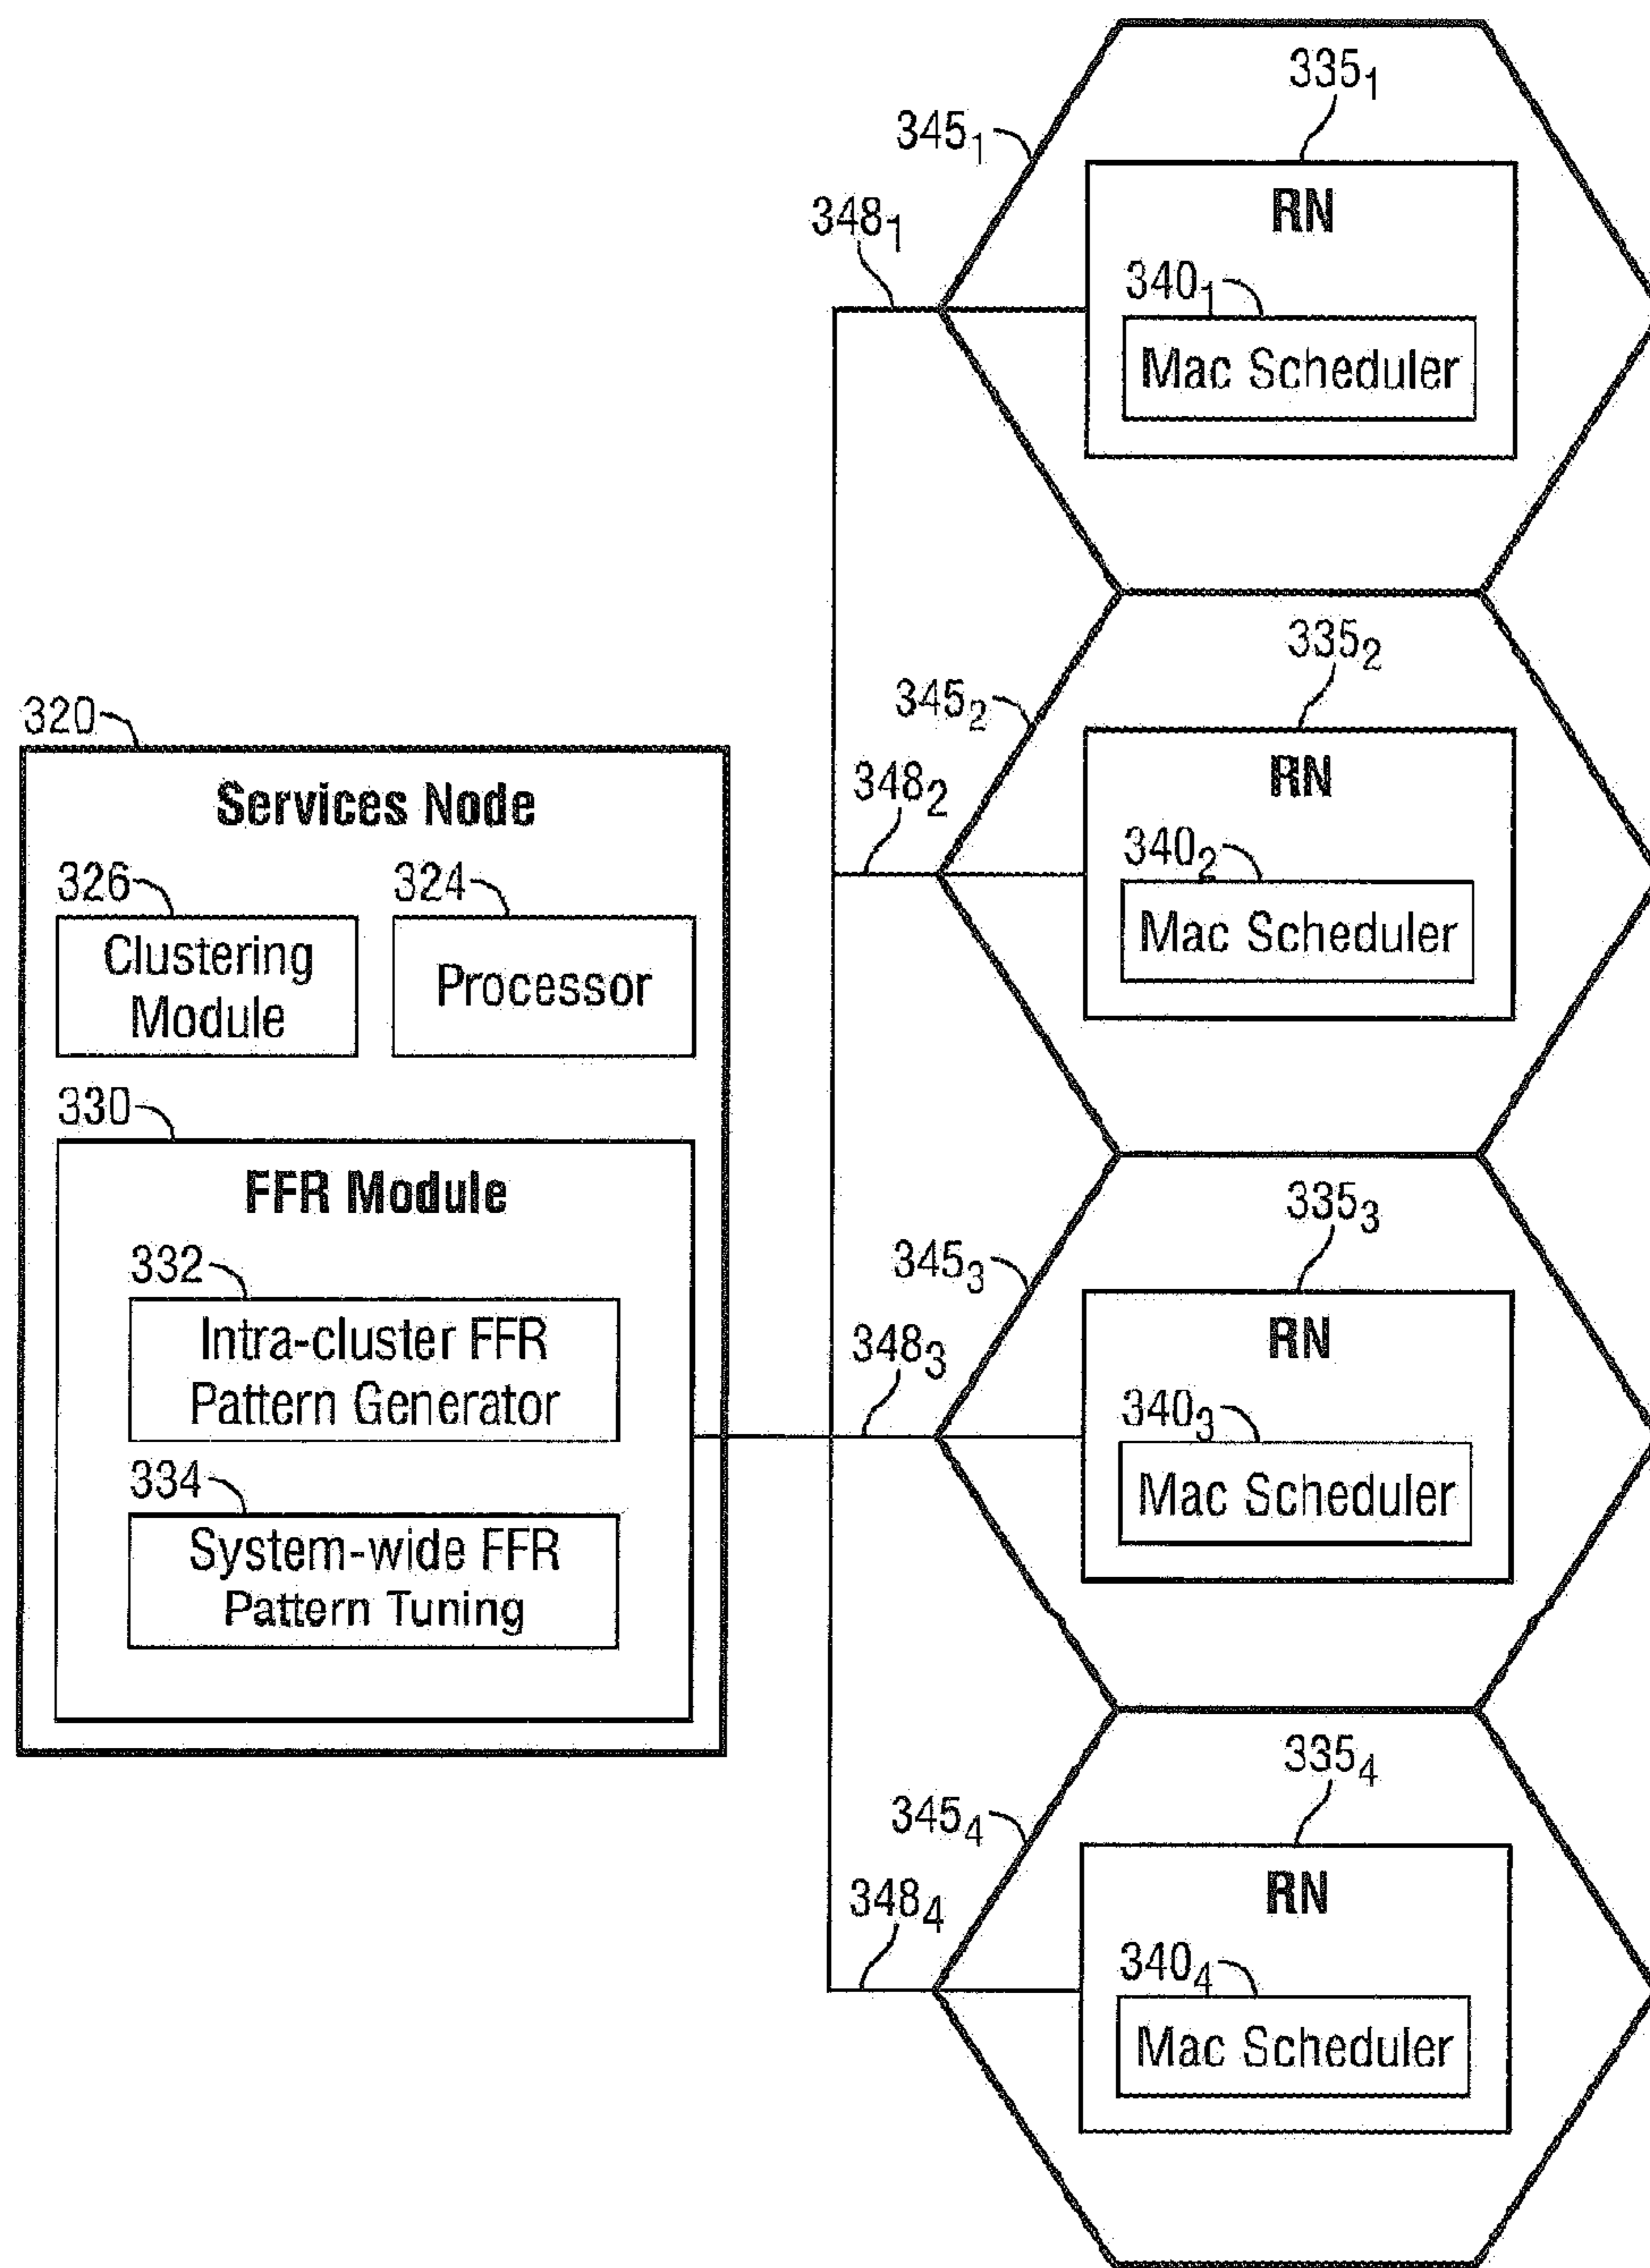 320
Services Node
326
324
Clustering
Module
Processor
330
FFR Module
332
Intra-cluster FFR
Pattern Generator
334
System-wide FFR
Pattern Tuning
335₁
345₁
348₁
RN
340₁
Mac Scheduler
335₂
345₂
348₂
RN
340₂
Mac Scheduler
335₃
345₃
348₃
RN
340₃
Mac Scheduler
335₄
345₄
348₄
RN
340₄
Mac Scheduler